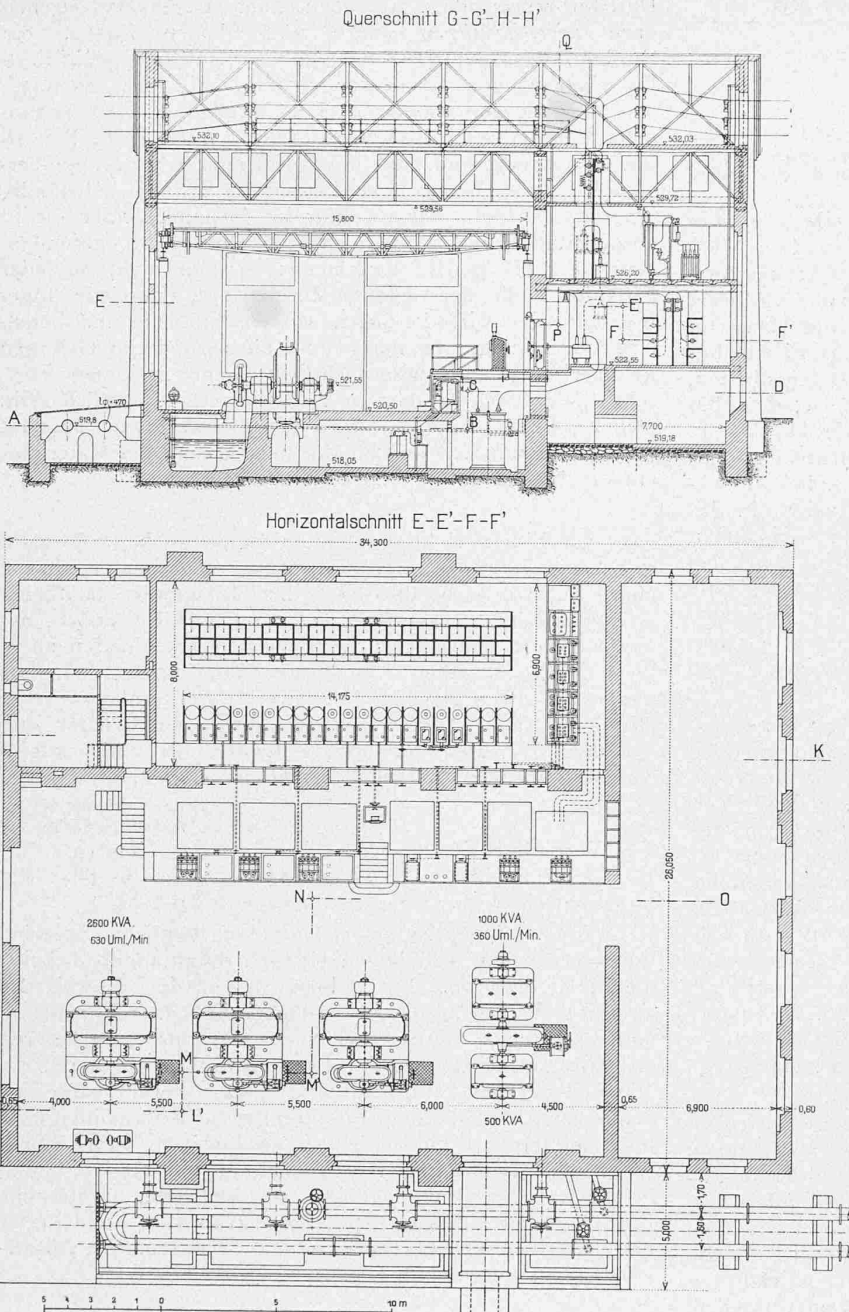 Querschnitt G-G'-H-H'
Q
532,10
532,03
529,72
529,56
15,800
526,20
E
E'
P
F
F'
521,55
523,55
C
D
A
l.φ.=470
519,8
520,50
B
7,700
519,18
518,05
Horizontalschnitt E-E'-F-F'
34,300
8,000
6,900
14,175
K
26,050
N
O
2600 KVA.
630 Uml./Min
1000 KVA
360 Uml./Min.
M
M'
0,65
4,000
5,500
5,500
6,000
4,500
0,65
6,900
0,60
L'
500 KVA
1,70
5,000
1,60
5 4 3 2 1 0 5 10 m